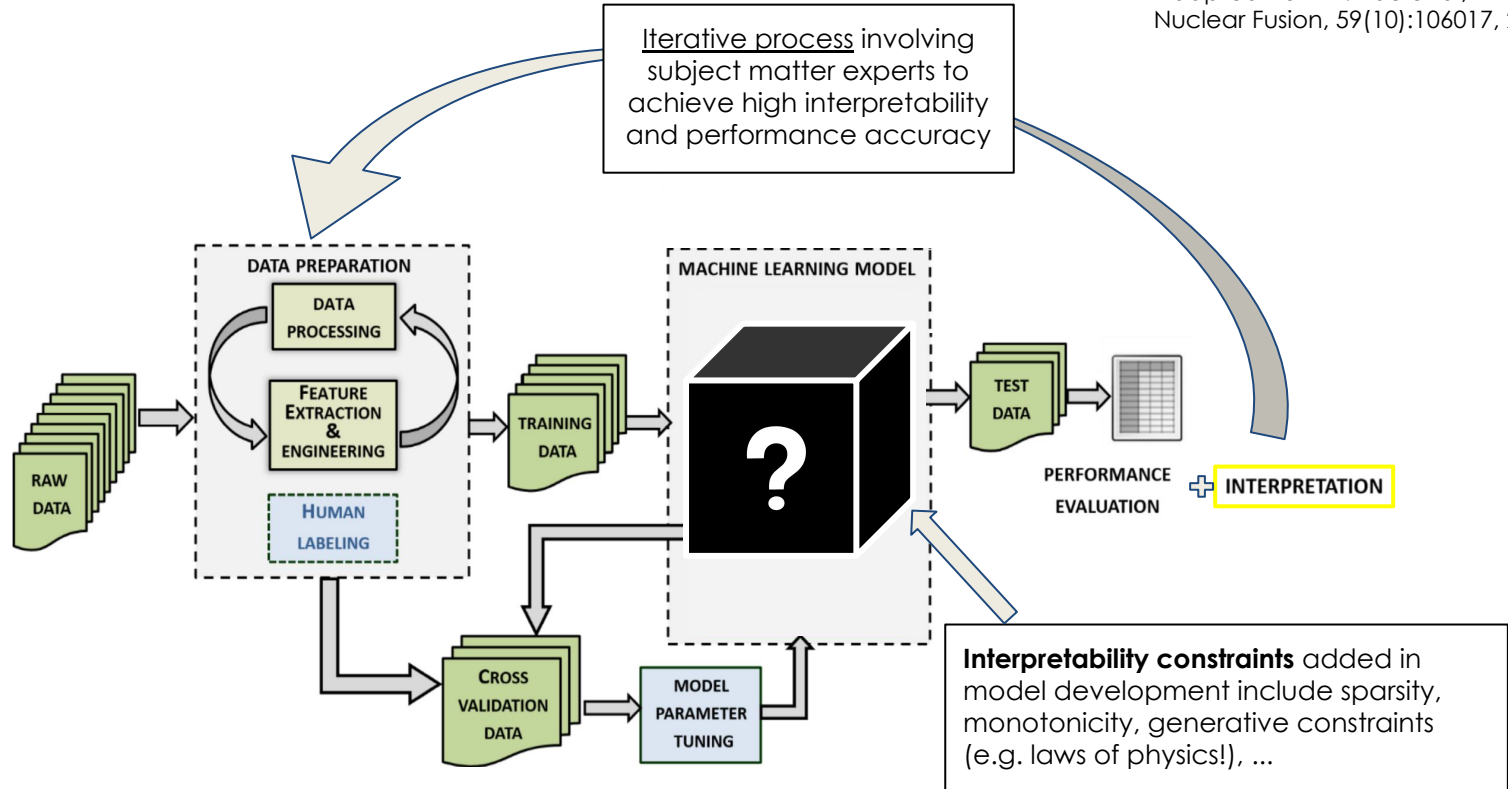 Nuclear Fusion, 59(10):106017,
Iterative process involving
subject matter experts to
achieve high interpretability
and performance accuracy
DATA PREPARATION
DATA
PROCESSING
FEATURE
EXTRACTION
&
ENGINEERING
HUMAN
LABELING
RAW
DATA
TRAINING
DATA
MACHINE LEARNING MODEL
?
TEST
DATA
PERFORMANCE
EVALUATION
INTERPRETATION
CROSS
VALIDATION
DATA
MODEL
PARAMETER
TUNING
Interpretability constraints added in
model development include sparsity,
monotonicity, generative constraints
(e.g. laws of physics!), ...